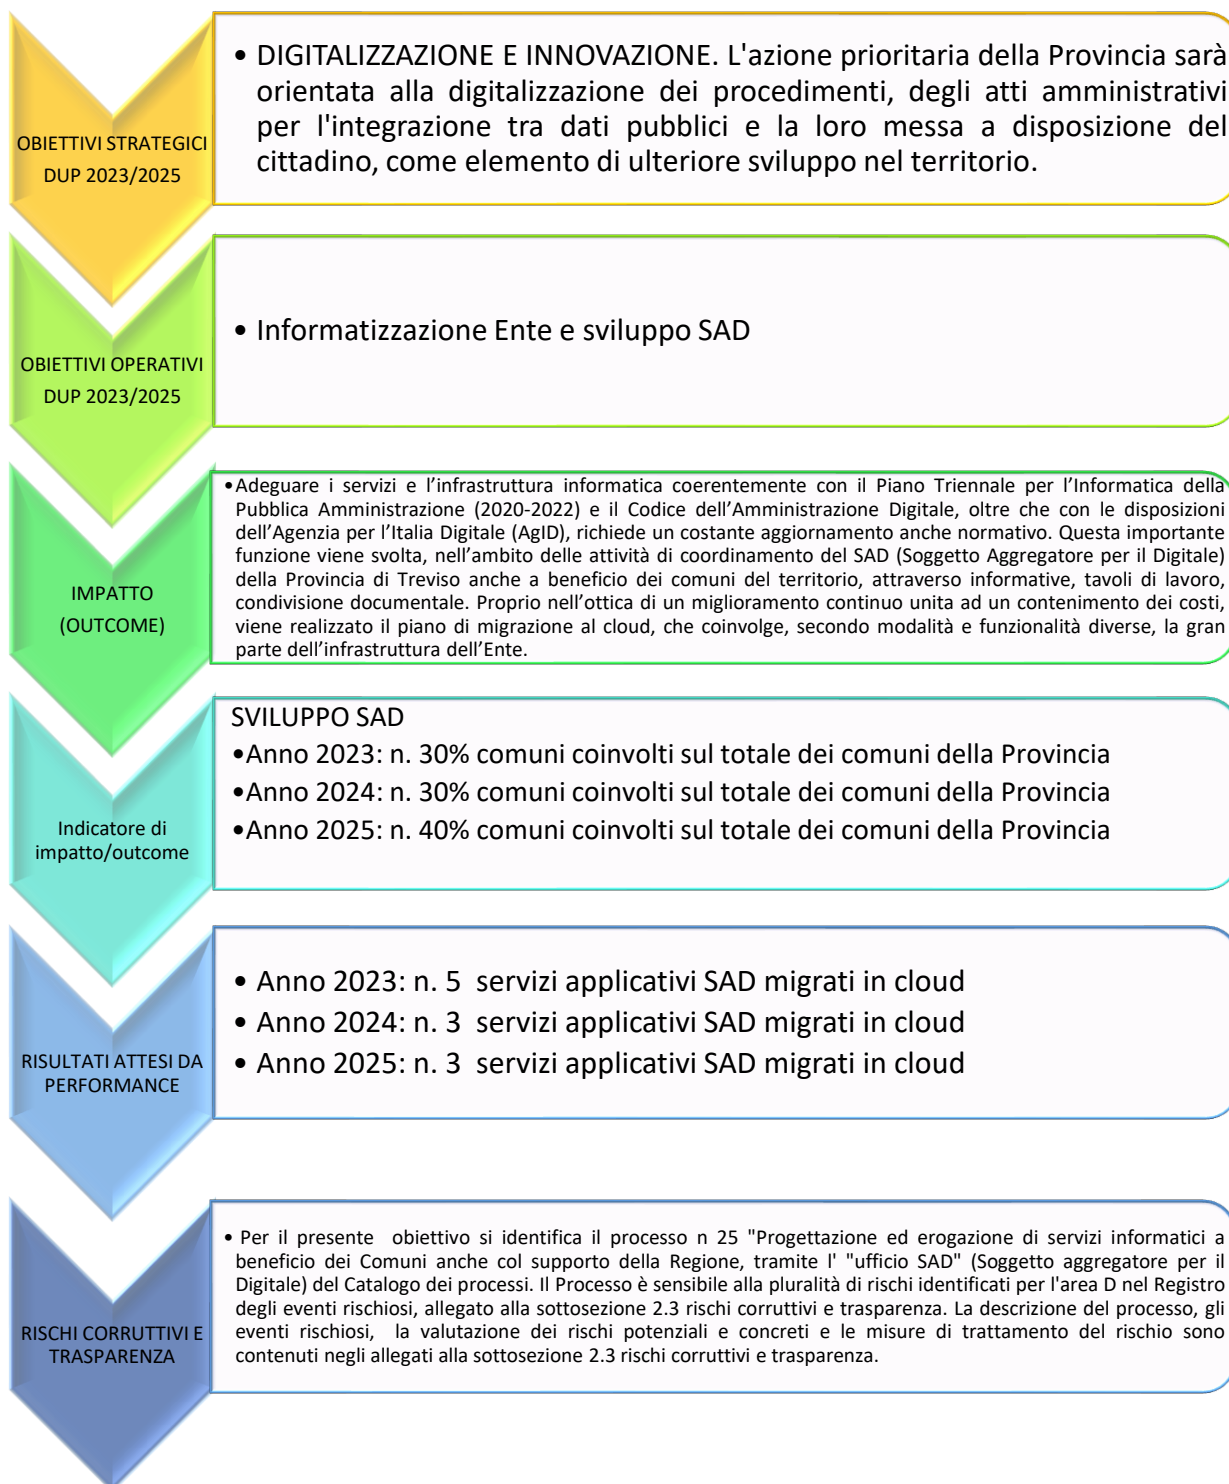 OBIETTIVI STRATEGICI
DUP 2023/2025
• DIGITALIZZAZIONE E INNOVAZIONE. L'azione prioritaria della Provincia sarà
orientata alla digitalizzazione dei procedimenti, degli atti amministrativi
per l'integrazione tra dati pubblici e la loro messa a disposizione del
cittadino, come elemento di ulteriore sviluppo nel territorio.
OBIETTIVI OPERATIVI
DUP 2023/2025
• Informatizzazione Ente e sviluppo SAD
IMPATTO
(OUTCOME)
•Adeguare i servizi e l’infrastruttura informatica coerentemente con il Piano Triennale per l’Informatica della
Pubblica Amministrazione (2020-2022) e il Codice dell’Amministrazione Digitale, oltre che con le disposizioni
dell’Agenzia per l’Italia Digitale (AgID), richiede un costante aggiornamento anche normativo. Questa importante
funzione viene svolta, nell’ambito delle attività di coordinamento del SAD (Soggetto Aggregatore per il Digitale)
della Provincia di Treviso anche a beneficio dei comuni del territorio, attraverso informative, tavoli di lavoro,
condivisione documentale. Proprio nell’ottica di un miglioramento continuo unita ad un contenimento dei costi,
viene realizzato il piano di migrazione al cloud, che coinvolge, secondo modalità e funzionalità diverse, la gran
parte dell’infrastruttura dell’Ente.
Indicatore di
impatto/outcome
SVILUPPO SAD
•Anno 2023: n. 30% comuni coinvolti sul totale dei comuni della Provincia
•Anno 2024: n. 30% comuni coinvolti sul totale dei comuni della Provincia
•Anno 2025: n. 40% comuni coinvolti sul totale dei comuni della Provincia
RISULTATI ATTESI DA
PERFORMANCE
• Anno 2023: n. 5  servizi applicativi SAD migrati in cloud
• Anno 2024: n. 3  servizi applicativi SAD migrati in cloud
• Anno 2025: n. 3  servizi applicativi SAD migrati in cloud
RISCHI CORRUTTIVI E
TRASPARENZA
• Per il presente  obiettivo si identifica il processo n 25 "Progettazione ed erogazione di servizi informatici a
beneficio dei Comuni anche col supporto della Regione, tramite l' "ufficio SAD" (Soggetto aggregatore per il
Digitale) del Catalogo dei processi. Il Processo è sensibile alla pluralità di rischi identificati per l'area D nel Registro
degli eventi rischiosi, allegato alla sottosezione 2.3 rischi corruttivi e trasparenza. La descrizione del processo, gli
eventi rischiosi,  la valutazione dei rischi potenziali e concreti e le misure di trattamento del rischio sono
contenuti negli allegati alla sottosezione 2.3 rischi corruttivi e trasparenza.